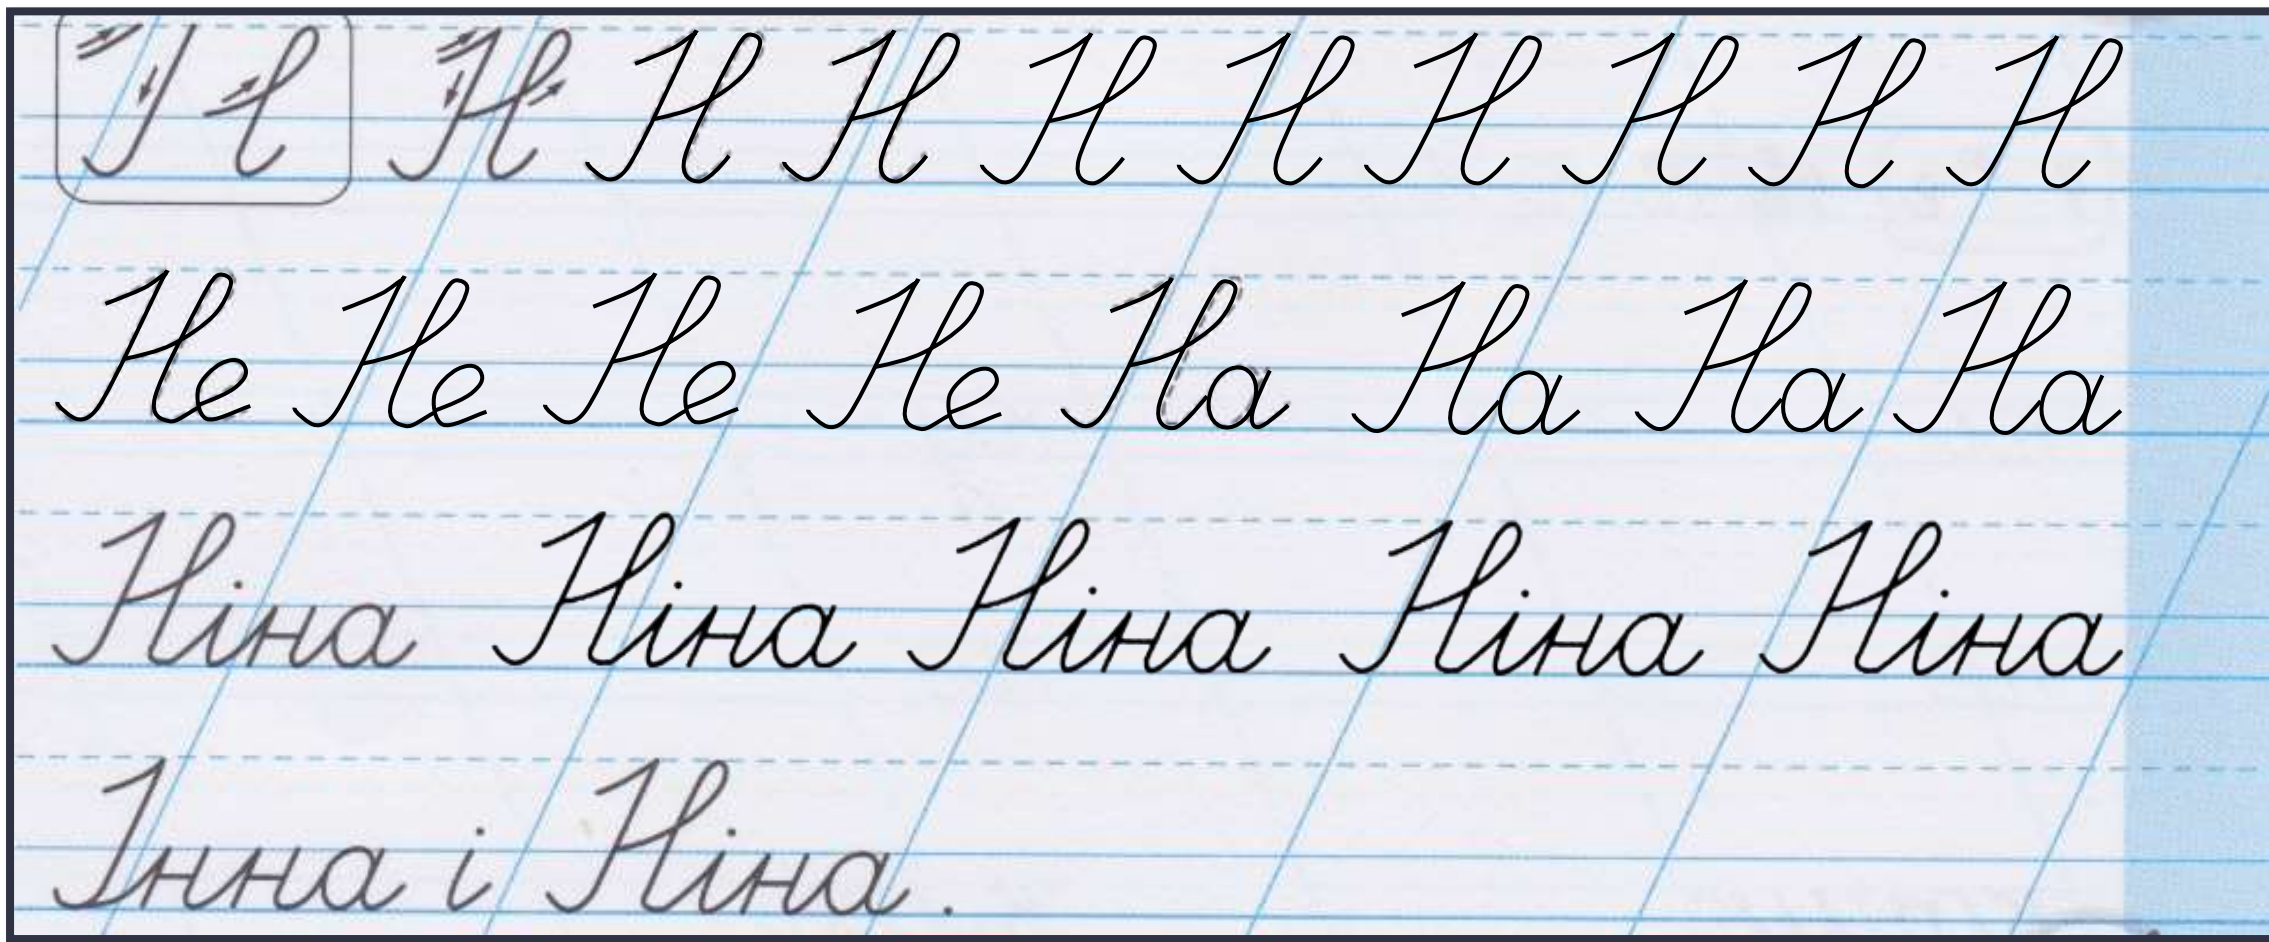 Н Н Н Н Н Н Н Н Н
Не Не Не Не На На На На
Ніна Ніна Ніна Ніна Ніна
Інна і Ніна.